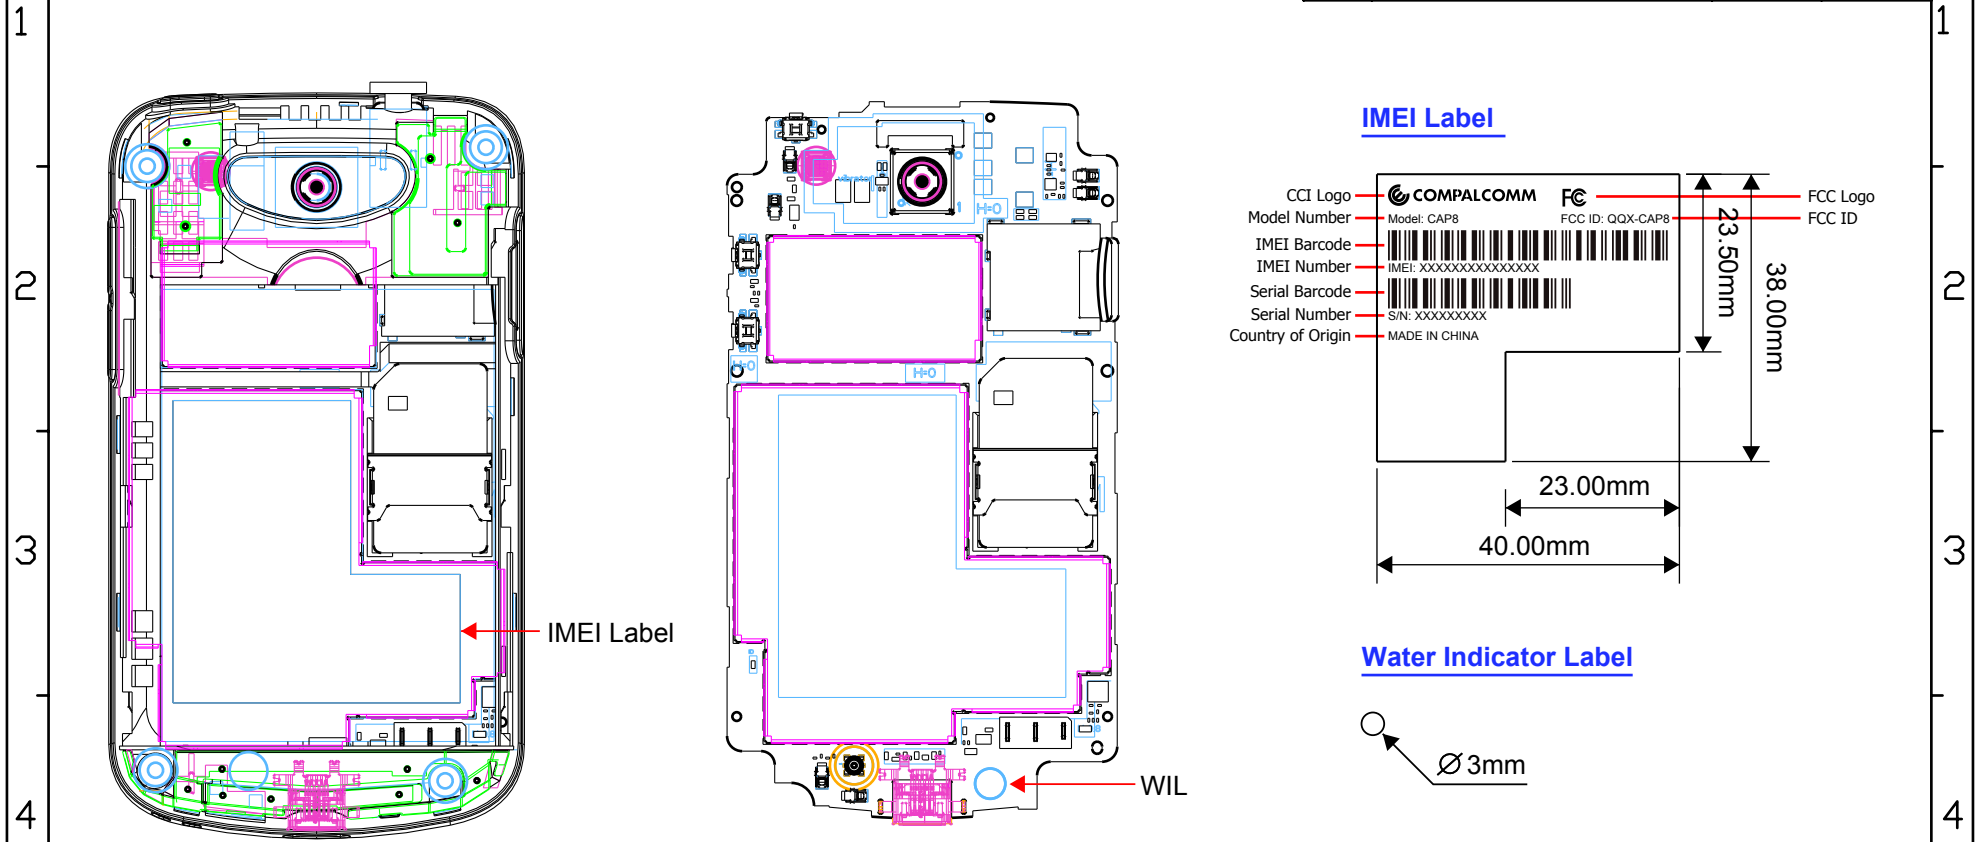 1
2
3
4
IMEI Label
vibrator
H=0
1
H=0
H=0
WIL
IMEI Label
CCI Logo
Model Number
IMEI Barcode
IMEI Number
Serial Barcode
Serial Number
Country of Origin
COMPALCOMM
FC
Model: CAP8
FCC ID: QQX-CAP8
IMEI: XXXXXXXXXXXXXXX
S/N: XXXXXXXXX
MADE IN CHINA
FCC Logo
FCC ID
23.50mm
38.00mm
23.00mm
40.00mm
Water Indicator Label
Ø 3mm
1
2
3
4